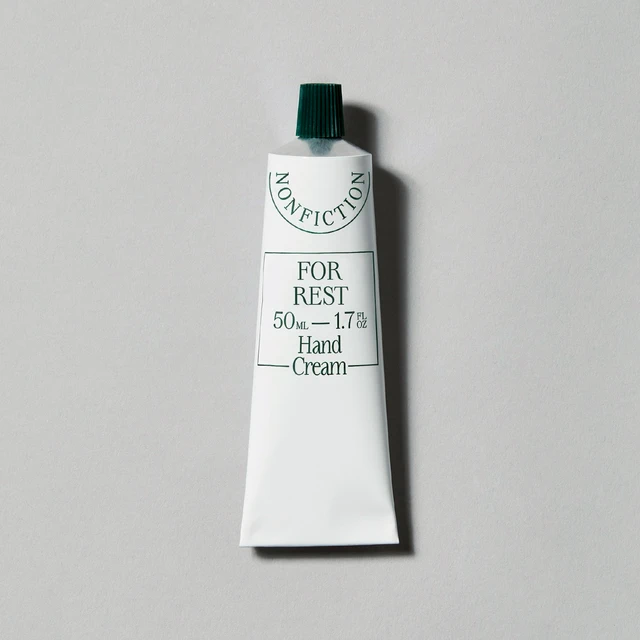 NONFICTION
FOR
REST
50ML — 1.7 FL OZ
Hand
Cream